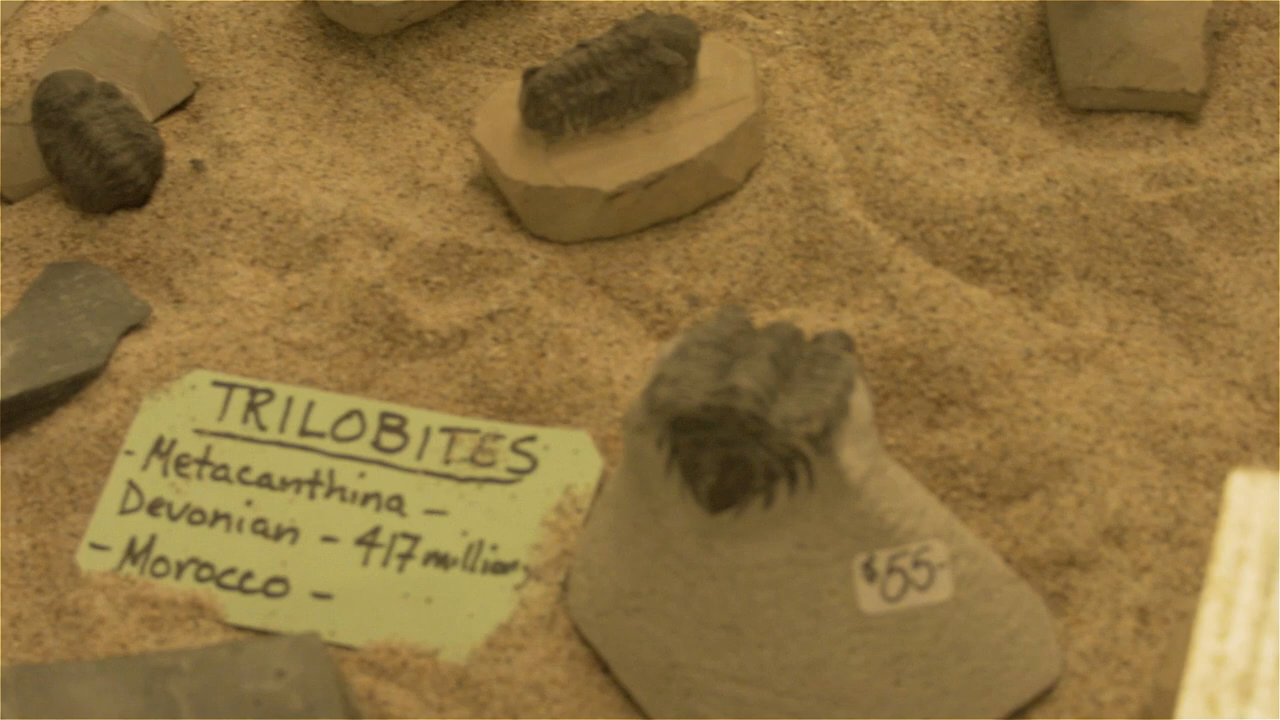 TRILOBITES
- Metacanthina -
Devonian - 417 million
- Morocco -
$55-